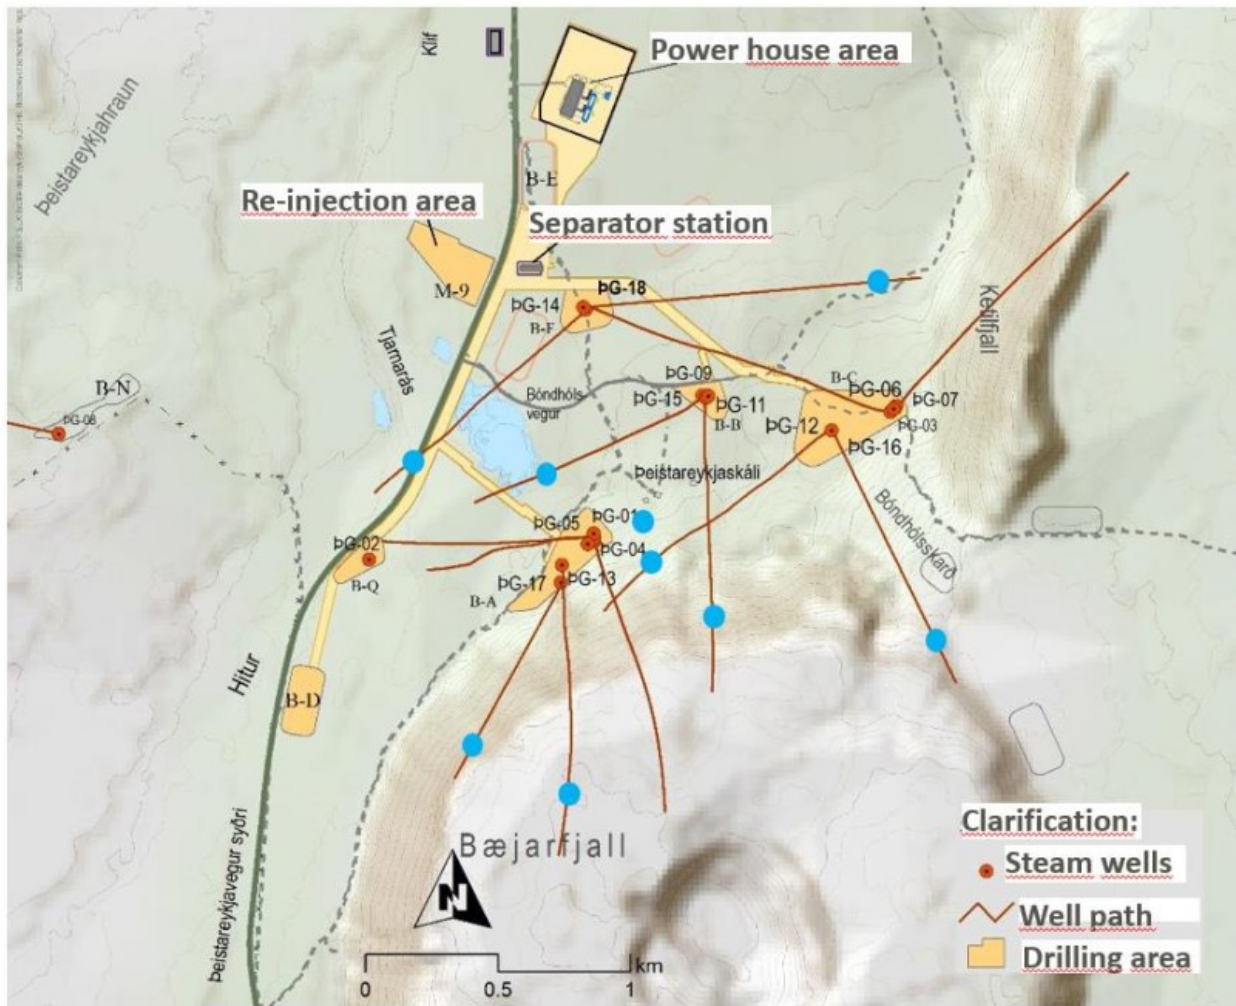 Klif
Power house area
Þeistareykjahraun
B-E
Re-injection area
Separator station
M-9
ÞG-18
ÞG-14
B-F
Ketilfjall
Tjarnarás
B-N
ÞG-08
Bóndhóls
vegur
ÞG-09
ÞG-15
ÞG-11
B-B
B-C
ÞG-06
ÞG-07
ÞG-03
ÞG-12
ÞG-16
Þeistareykjaskáli
Bóndhólsskarð
ÞG-01
ÞG-05
ÞG-04
ÞG-02
B-Q
ÞG-17
ÞG-13
B-A
Hitur
B-D
Þeistareykjavegur syðri
Bæjarfjall
N
0 0.5 1
km
Clarification:
Steam wells
Well path
Drilling area